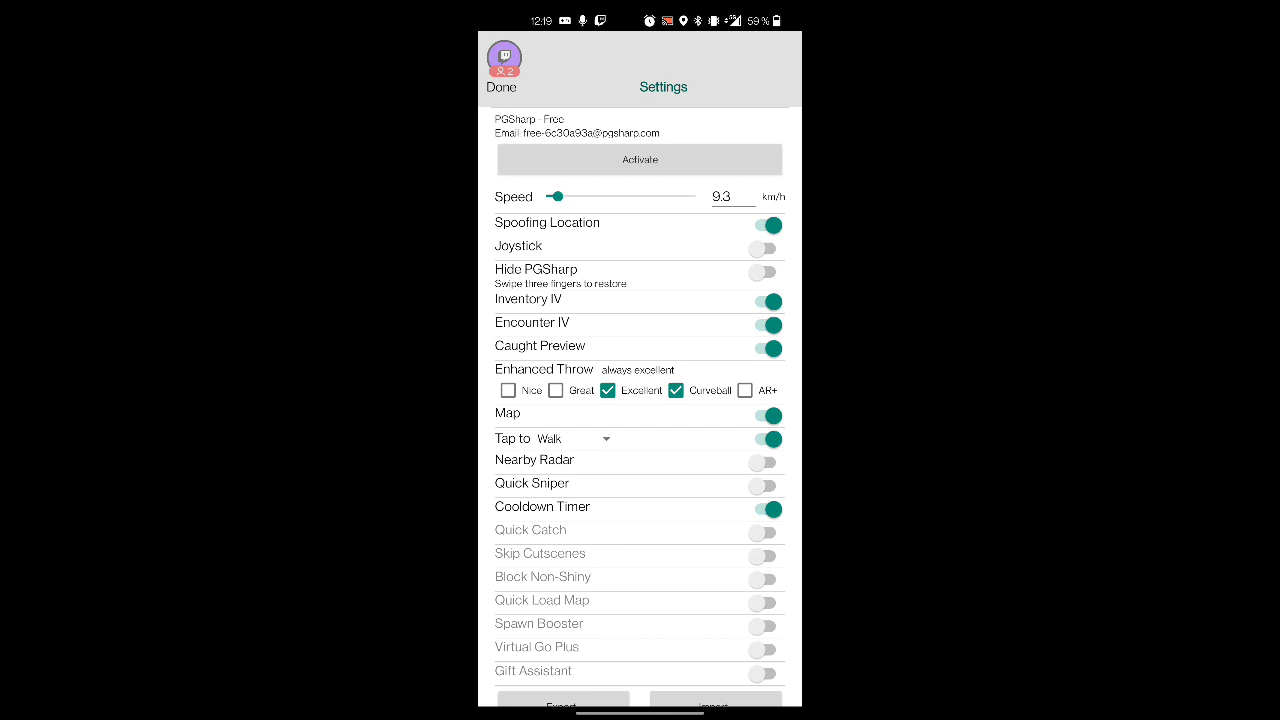 12:19 59%
2
Done Settings
PGSharp - Free
Email: free-6c30a93a@pgsharp.com
Activate
Speed 9.3 km/h
Spoofing Location
Joystick
Hide PGSharp
Swipe three fingers to restore
Inventory IV
Encounter IV
Caught Preview
Enhanced Throw always excellent
Nice Great Excellent Curveball AR+
Map
Tap to Walk
Nearby Radar
Quick Sniper
Cooldown Timer
Quick Catch
Skip Cutscenes
Block Non-Shiny
Quick Load Map
Spawn Booster
Virtual Go Plus
Gift Assistant
Export Import